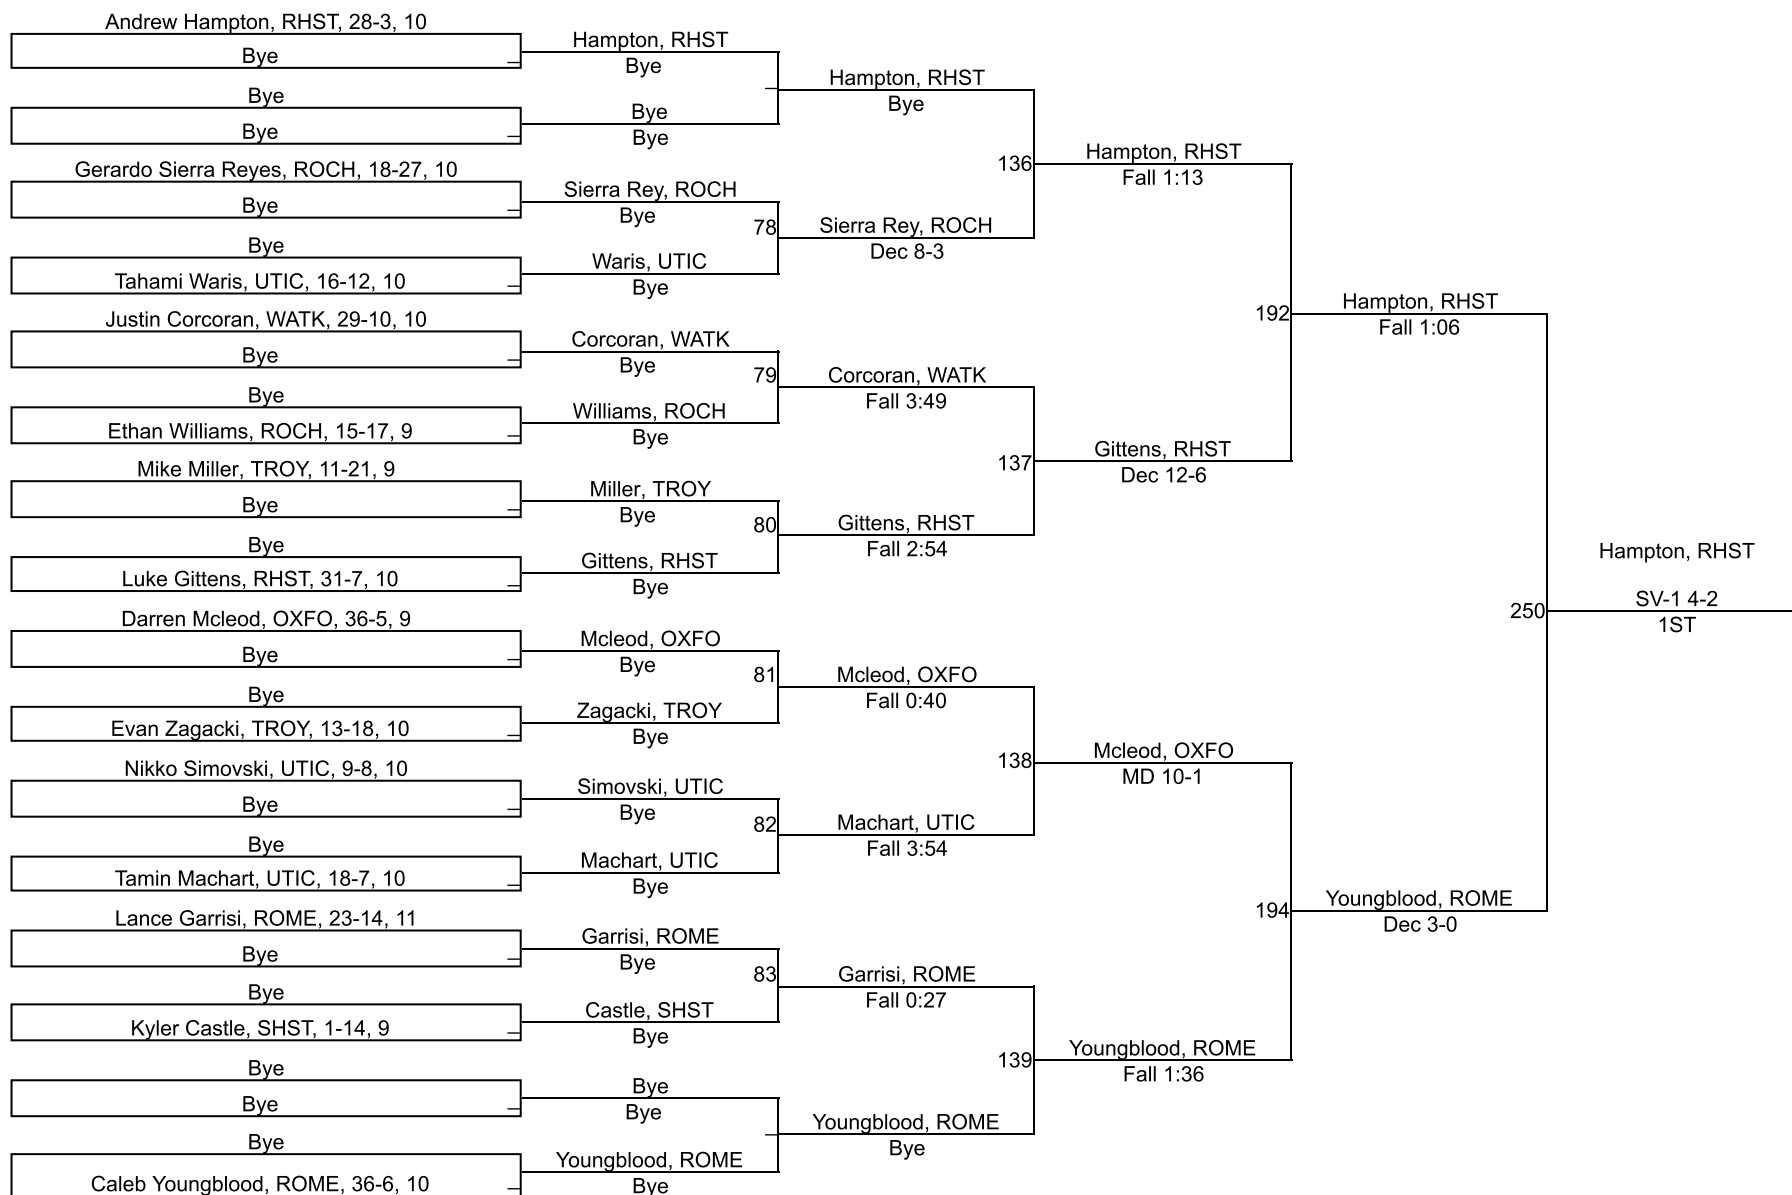 Andrew Hampton, RHST, 28-3, 10
Bye
Bye
Bye
Gerardo Sierra Reyes, ROCH, 18-27, 10
Bye
Bye
Tahami Waris, UTIC, 16-12, 10
Justin Corcoran, WATK, 29-10, 10
Bye
Bye
Ethan Williams, ROCH, 15-17, 9
Mike Miller, TROY, 11-21, 9
Bye
Bye
Luke Gittens, RHST, 31-7, 10
Darren Mcleod, OXFO, 36-5, 9
Bye
Bye
Evan Zagacki, TROY, 13-18, 10
Nikko Simovski, UTIC, 9-8, 10
Bye
Bye
Tamin Machart, UTIC, 18-7, 10
Lance Garrisi, ROME, 23-14, 11
Bye
Bye
Kyler Castle, SHST, 1-14, 9
Bye
Bye
Bye
Caleb Youngblood, ROME, 36-6, 10
Hampton, RHST
Bye
Bye
Bye
Sierra Rey, ROCH
Bye
78
Waris, UTIC
Bye
Corcoran, WATK
Bye
79
Williams, ROCH
Bye
Miller, TROY
Bye
80
Gittens, RHST
Bye
Mcleod, OXFO
Bye
81
Zagacki, TROY
Bye
Simovski, UTIC
Bye
82
Machart, UTIC
Bye
Garrisi, ROME
Bye
83
Castle, SHST
Bye
Bye
Bye
Youngblood, ROME
Bye
Hampton, RHST
Bye
136
Sierra Rey, ROCH
Dec 8-3
Corcoran, WATK
Fall 3:49
137
Gittens, RHST
Fall 2:54
Mcleod, OXFO
Fall 0:40
138
Machart, UTIC
Fall 3:54
Garrisi, ROME
Fall 0:27
139
Youngblood, ROME
Bye
Hampton, RHST
Fall 1:13
192
Gittens, RHST
Dec 12-6
Mcleod, OXFO
MD 10-1
194
Youngblood, ROME
Fall 1:36
Hampton, RHST
Fall 1:06
250
Youngblood, ROME
Dec 3-0
Hampton, RHST
SV-1 4-2
1ST